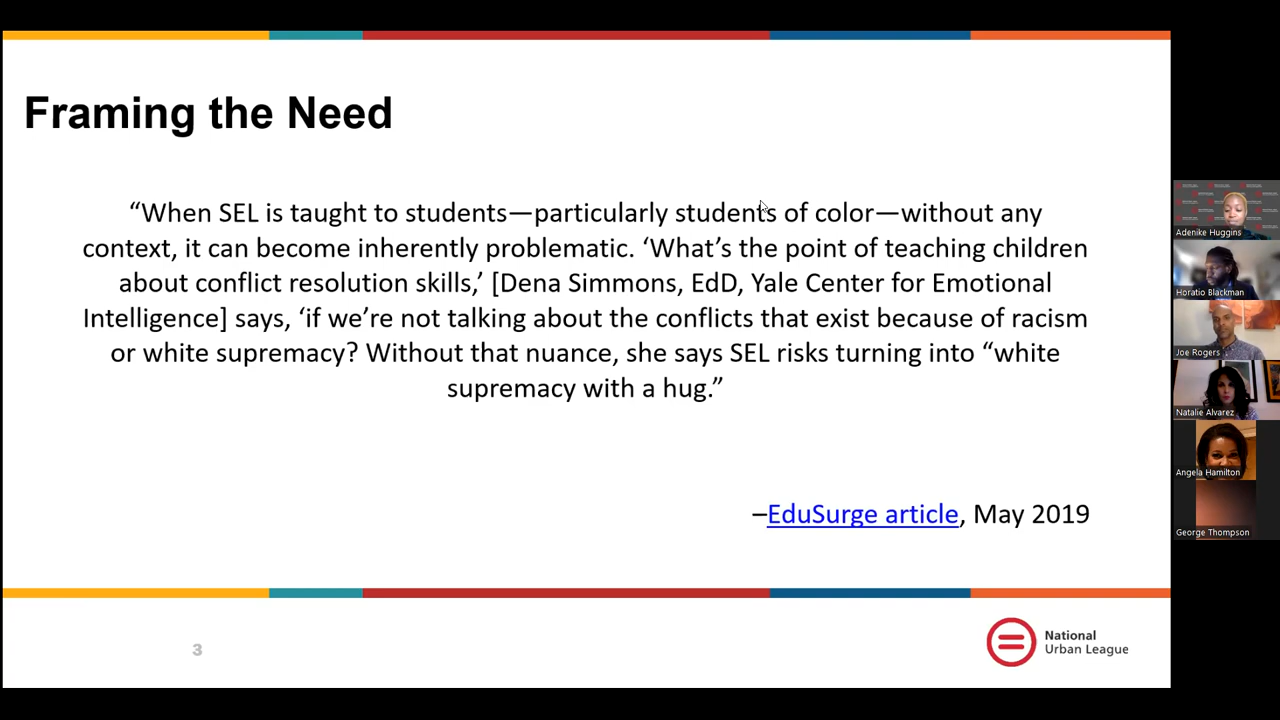 Framing the Need
“When SEL is taught to students—particularly students of color—without any
context, it can become inherently problematic. ‘What’s the point of teaching children
about conflict resolution skills,’ [Dena Simmons, EdD, Yale Center for Emotional
Intelligence] says, ‘if we’re not talking about the conflicts that exist because of racism
or white supremacy? Without that nuance, she says SEL risks turning into “white
supremacy with a hug.”
–EduSurge article, May 2019
3
National
Urban League
Adenike Huggins
Horatio Blackman
Joe Rogers
Natalie Alvarez
Angela Hamilton
George Thompson